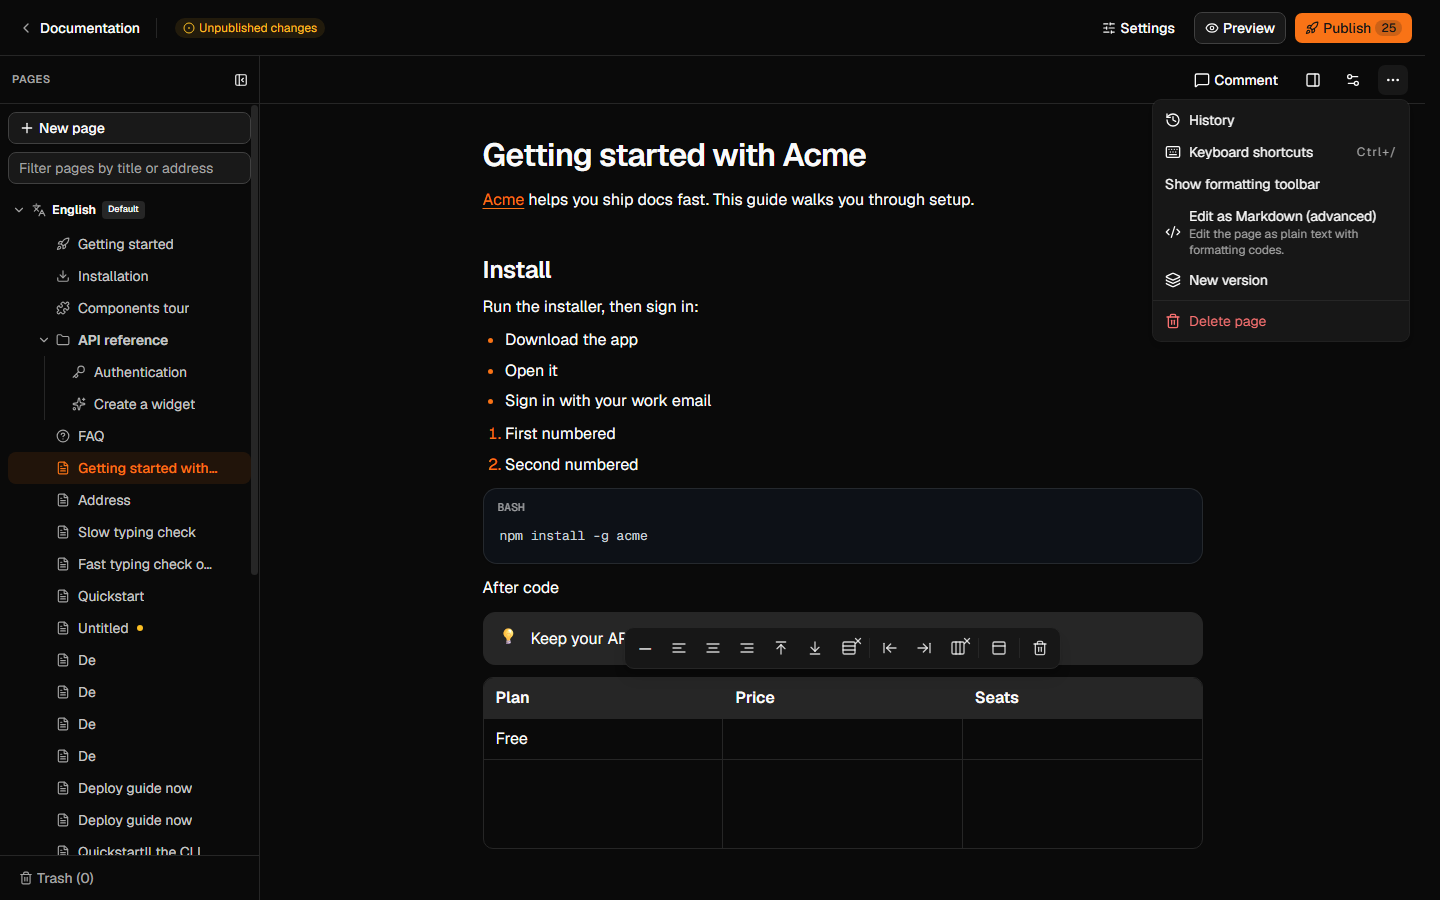 Documentation
Unpublished changes
Settings
Preview
Publish 25
PAGES
Comment
New page
Filter pages by title or address
English Default
Getting started
Installation
Components tour
API reference
Authentication
Create a widget
FAQ
Getting started with...
Address
Slow typing check
Fast typing check o...
Quickstart
Untitled
De
De
De
De
Deploy guide now
Deploy guide now
Trash (0)
Getting started with Acme
Acme helps you ship docs fast. This guide walks you through setup.
Install
Run the installer, then sign in:
• Download the app
• Open it
• Sign in with your work email
1. First numbered
2. Second numbered
BASH
npm install -g acme
After code
Keep your
Plan Price Seats
Free
History
Keyboard shortcuts Ctrl+/
Show formatting toolbar
Edit as Markdown (advanced)
Edit the page as plain text with
formatting codes.
New version
Delete page